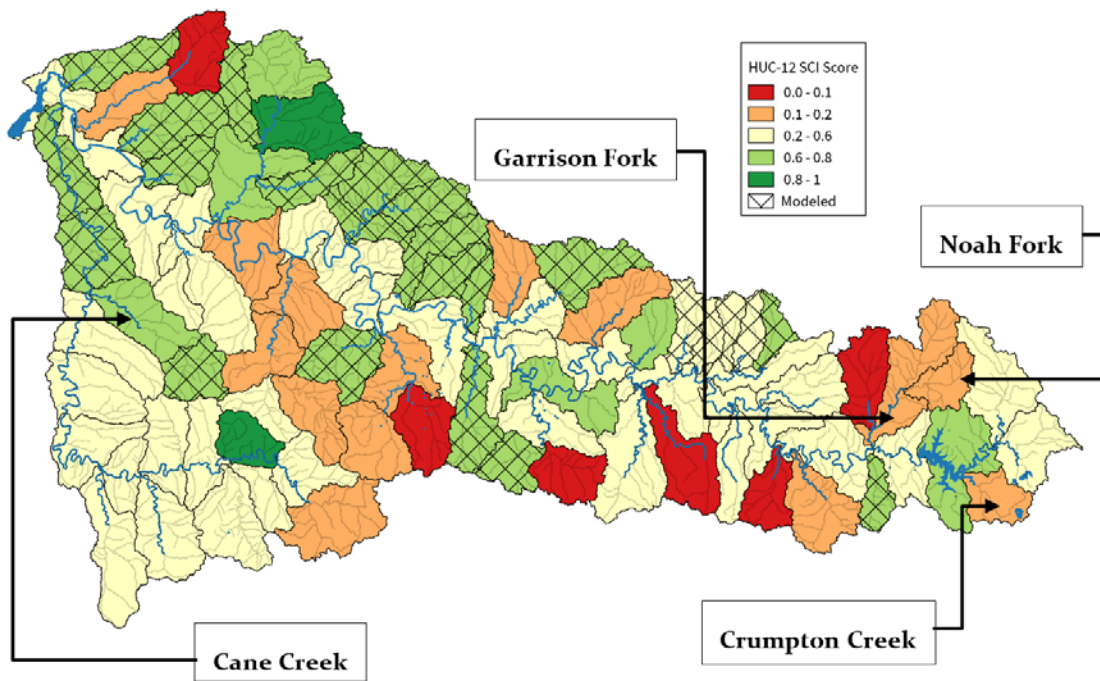 HUC-12 SCI Score
0.0 - 0.1
0.1 - 0.2
0.2 - 0.6
0.6 - 0.8
0.8 - 1
Modeled
Garrison Fork
Noah Fork
Crumpton Creek
Cane Creek